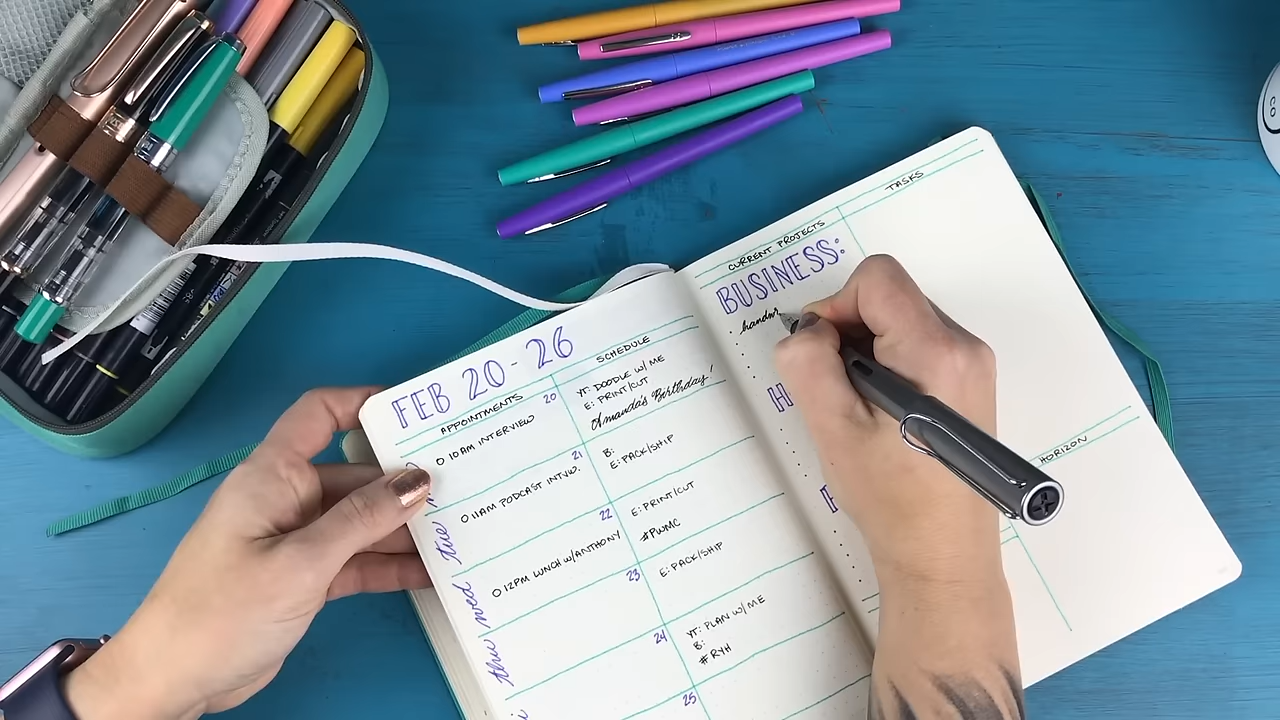 FEB 20-26
APPOINTMENTS
SCHEDULE
20
O 10AM INTERVIEW
YT: DOODLE W/ ME
E: PRINT/CUT
Amanda's Birthday!
tue
21
O 11AM PODCAST INTVW.
B:
E: PACK/SHIP
wed
22
O 12PM LUNCH W/ANTHONY
E: PRINT/CUT
#PWMC
thu
23
E: PACK/SHIP
24
YT: PLAN W/ ME
B:
#RYH
25
CURRENT PROJECTS
TASKS
BUSINESS:
• handwr
H
HORIZON